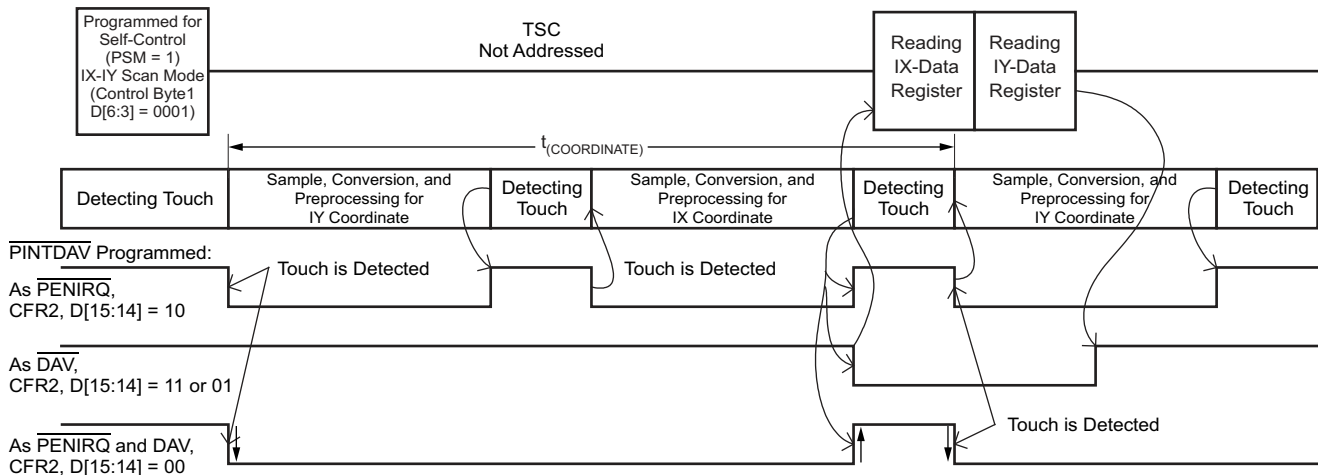 Programmed for
Self-Control
(PSM = 1)
IX-IY Scan Mode
(Control Byte1
D[6:3] = 0001)
TSC
Not Addressed
Reading
IX-Data
Register
Reading
IY-Data
Register
t(COORDINATE)
Detecting Touch
Sample, Conversion, and
Preprocessing for
IY Coordinate
Detecting
Touch
Sample, Conversion, and
Preprocessing for
IX Coordinate
Detecting
Touch
Sample, Conversion, and
Preprocessing for
IY Coordinate
Detecting
Touch
PINTDAV Programmed:
Touch is Detected
Touch is Detected
As PENIRQ,
CFR2, D[15:14] = 10
As DAV,
CFR2, D[15:14] = 11 or 01
Touch is Detected
As PENIRQ and DAV,
CFR2, D[15:14] = 00